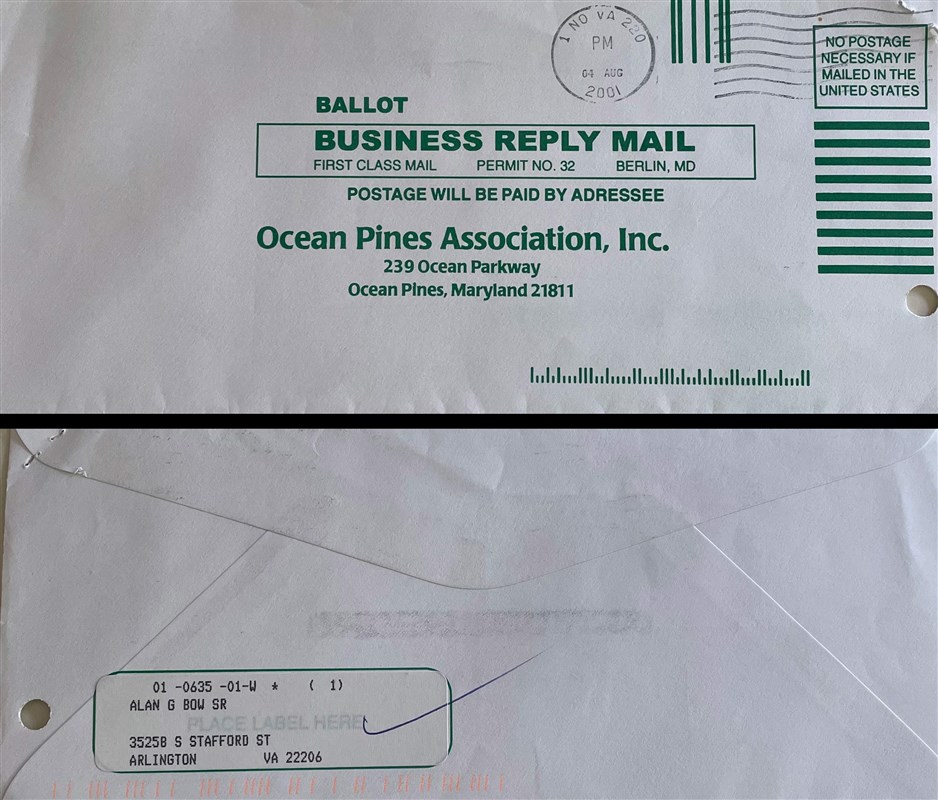 1 NO VA 220
PM
04 AUG
2001
NO POSTAGE
NECESSARY IF
MAILED IN THE
UNITED STATES
BALLOT
BUSINESS REPLY MAIL
FIRST CLASS MAIL PERMIT NO. 32 BERLIN, MD
POSTAGE WILL BE PAID BY ADRESSEE
Ocean Pines Association, Inc.
239 Ocean Parkway
Ocean Pines, Maryland 21811
01 -0635 -01-W * ( 1)
ALAN G BOW SR
PLACE LABEL HERE
3525B S STAFFORD ST
ARLINGTON VA 22206